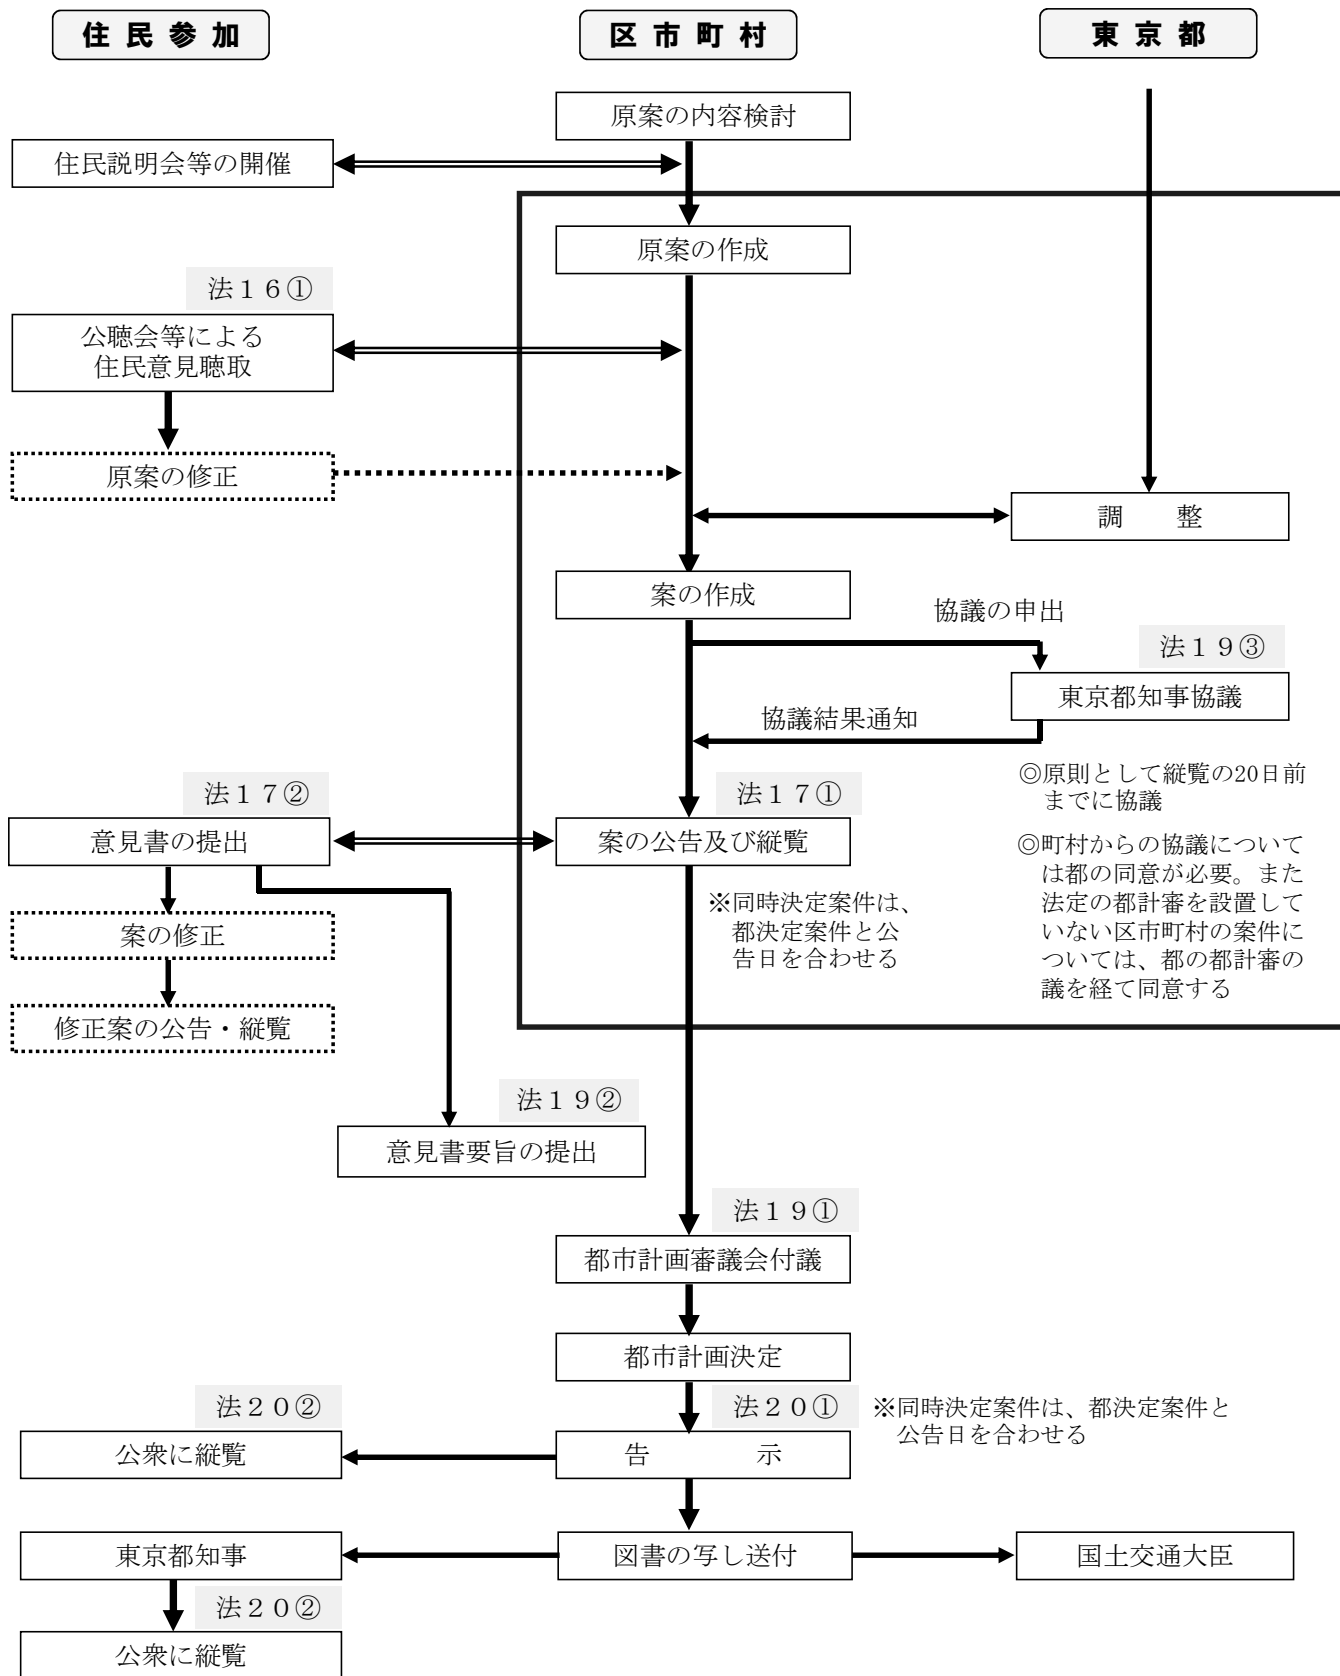 住民参加
区市町村
東京都
原案の内容検討
住民説明会等の開催
原案の作成
法１６①
公聴会等による
住民意見聴取
原案の修正
調　　整
案の作成
協議の申出
法１９③
東京都知事協議
協議結果通知
◎原則として縦覧の20日前
までに協議
法１７②
法１７①
意見書の提出
案の公告及び縦覧
◎町村からの協議について
は都の同意が必要。また
法定の都計審を設置して
いない区市町村の案件に
ついては、都の都計審の
議を経て同意する
※同時決定案件は、
都決定案件と公
告日を合わせる
案の修正
修正案の公告・縦覧
法１９②
意見書要旨の提出
法１９①
都市計画審議会付議
都市計画決定
法２０②
法２０①
※同時決定案件は、都決定案件と
公告日を合わせる
公衆に縦覧
告　　　　示
東京都知事
図書の写し送付
国土交通大臣
法２０②
公衆に縦覧